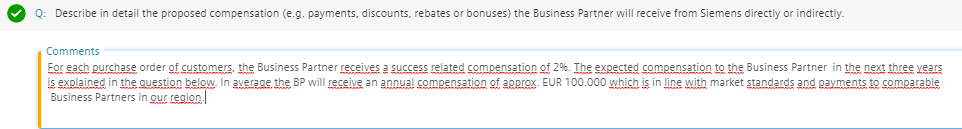 Q: Describe in detail the proposed compensation (e.g. payments, discounts, rebates or bonuses) the Business Partner will receive from Siemens directly or indirectly.
Comments
For each purchase order of customers, the Business Partner receives a success related compensation of 2%. The expected compensation to the Business Partner in the next three years
is explained in the question below. In average the BP will receive an annual compensation of approx. EUR 100.000 which is in line with market standards and payments to comparable
Business Partners in our region.